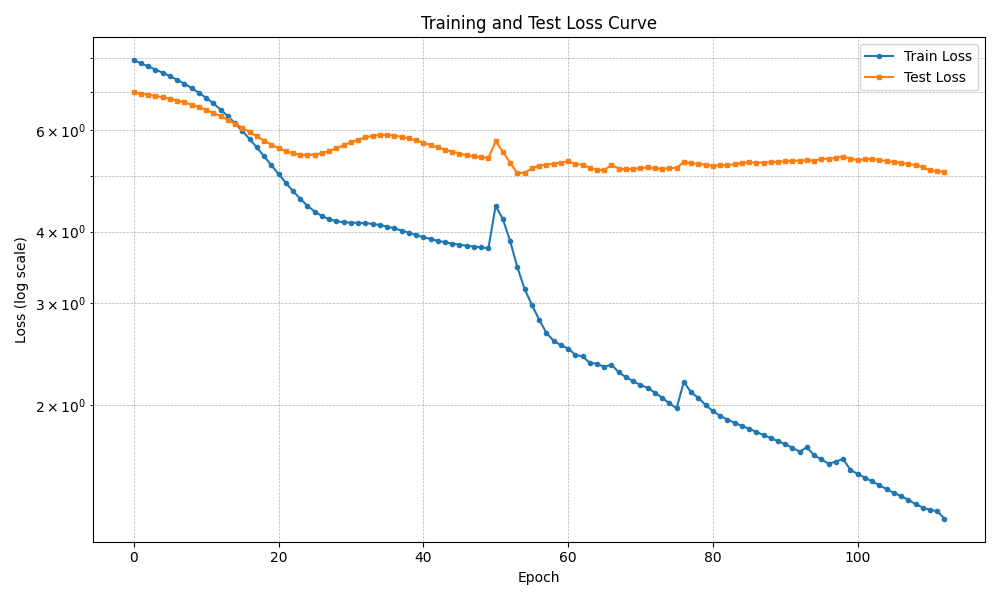 Training and Test Loss Curve
Train Loss
Test Loss
6 × 10⁰
4 × 10⁰
3 × 10⁰
2 × 10⁰
Loss (log scale)
0 20 40 60 80 100
Epoch